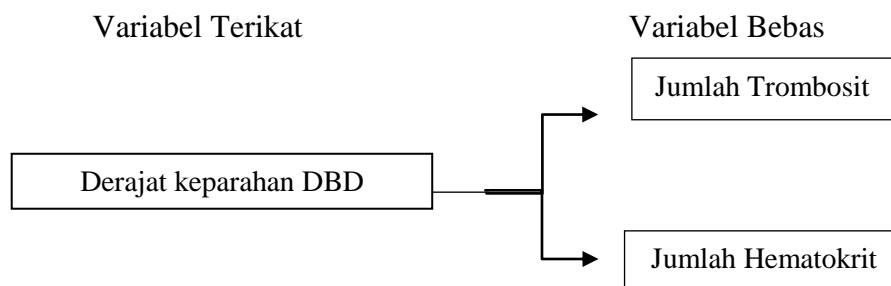 Variabel Terikat
Variabel Bebas
Jumlah Trombosit
Derajat keparahan DBD
Jumlah Hematokrit